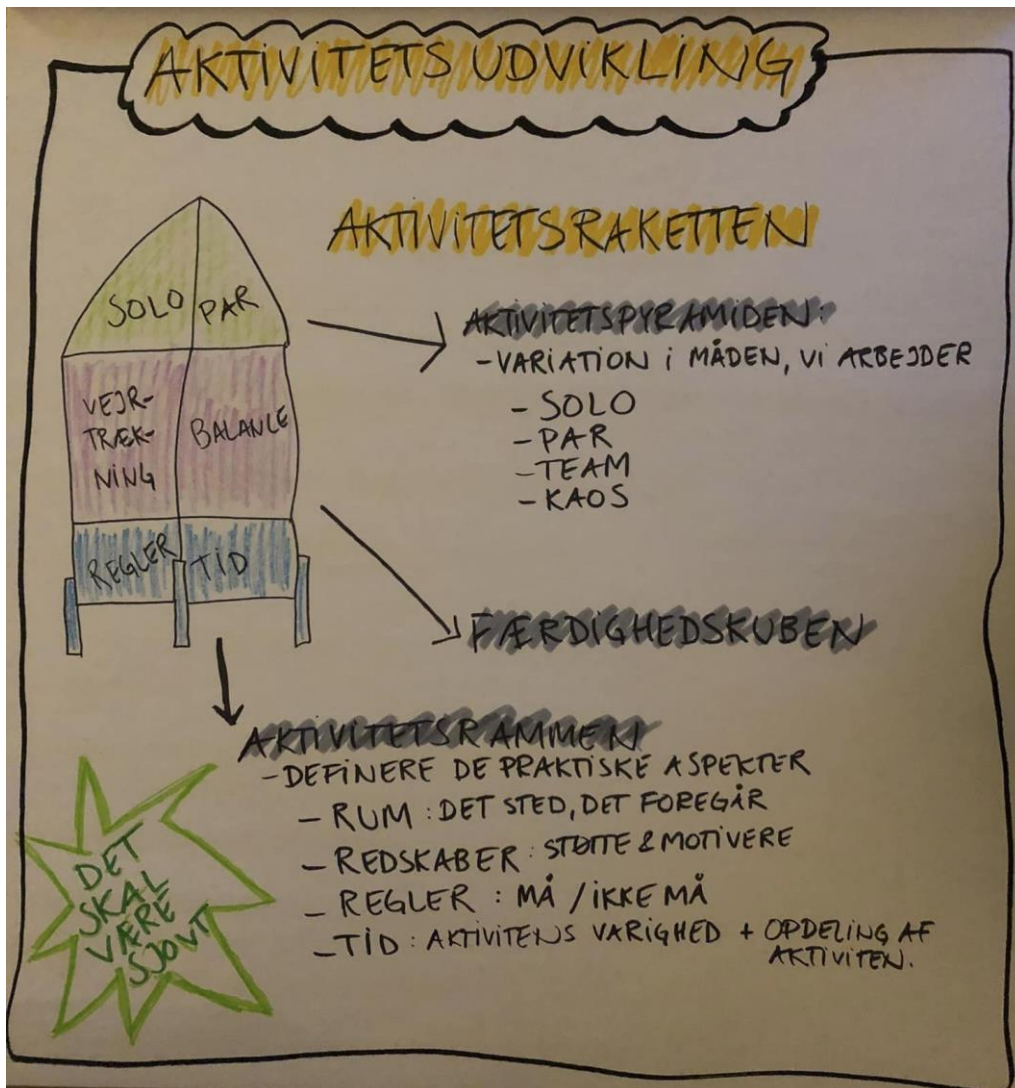 AKTIVITETSUDVIKLING
AKTIVITETSRAKETTEN
SOLO PAR
VEJR-
TRÆK-
NING
BALANCE
REGLER TID
AKTIVITETSPYRAMIDEN:
- VARIATION I MÅDEN, VI ARBEJDER
- SOLO
- PAR
- TEAM
- KAOS
FÆRDIGHEDSKUBEN
AKTIVITETSRAMMEN
- DEFINERE DE PRAKTISKE ASPEKTER
- RUM : DET STED, DET FOREGÅR
- REDSKABER : STØTTE & MOTIVERE
- REGLER : MÅ / IKKE MÅ
- TID : AKTIVITENS VARIGHED + OPDELING AF
AKTIVITEN.
DET
SKAL
VÆRE
SJOVT